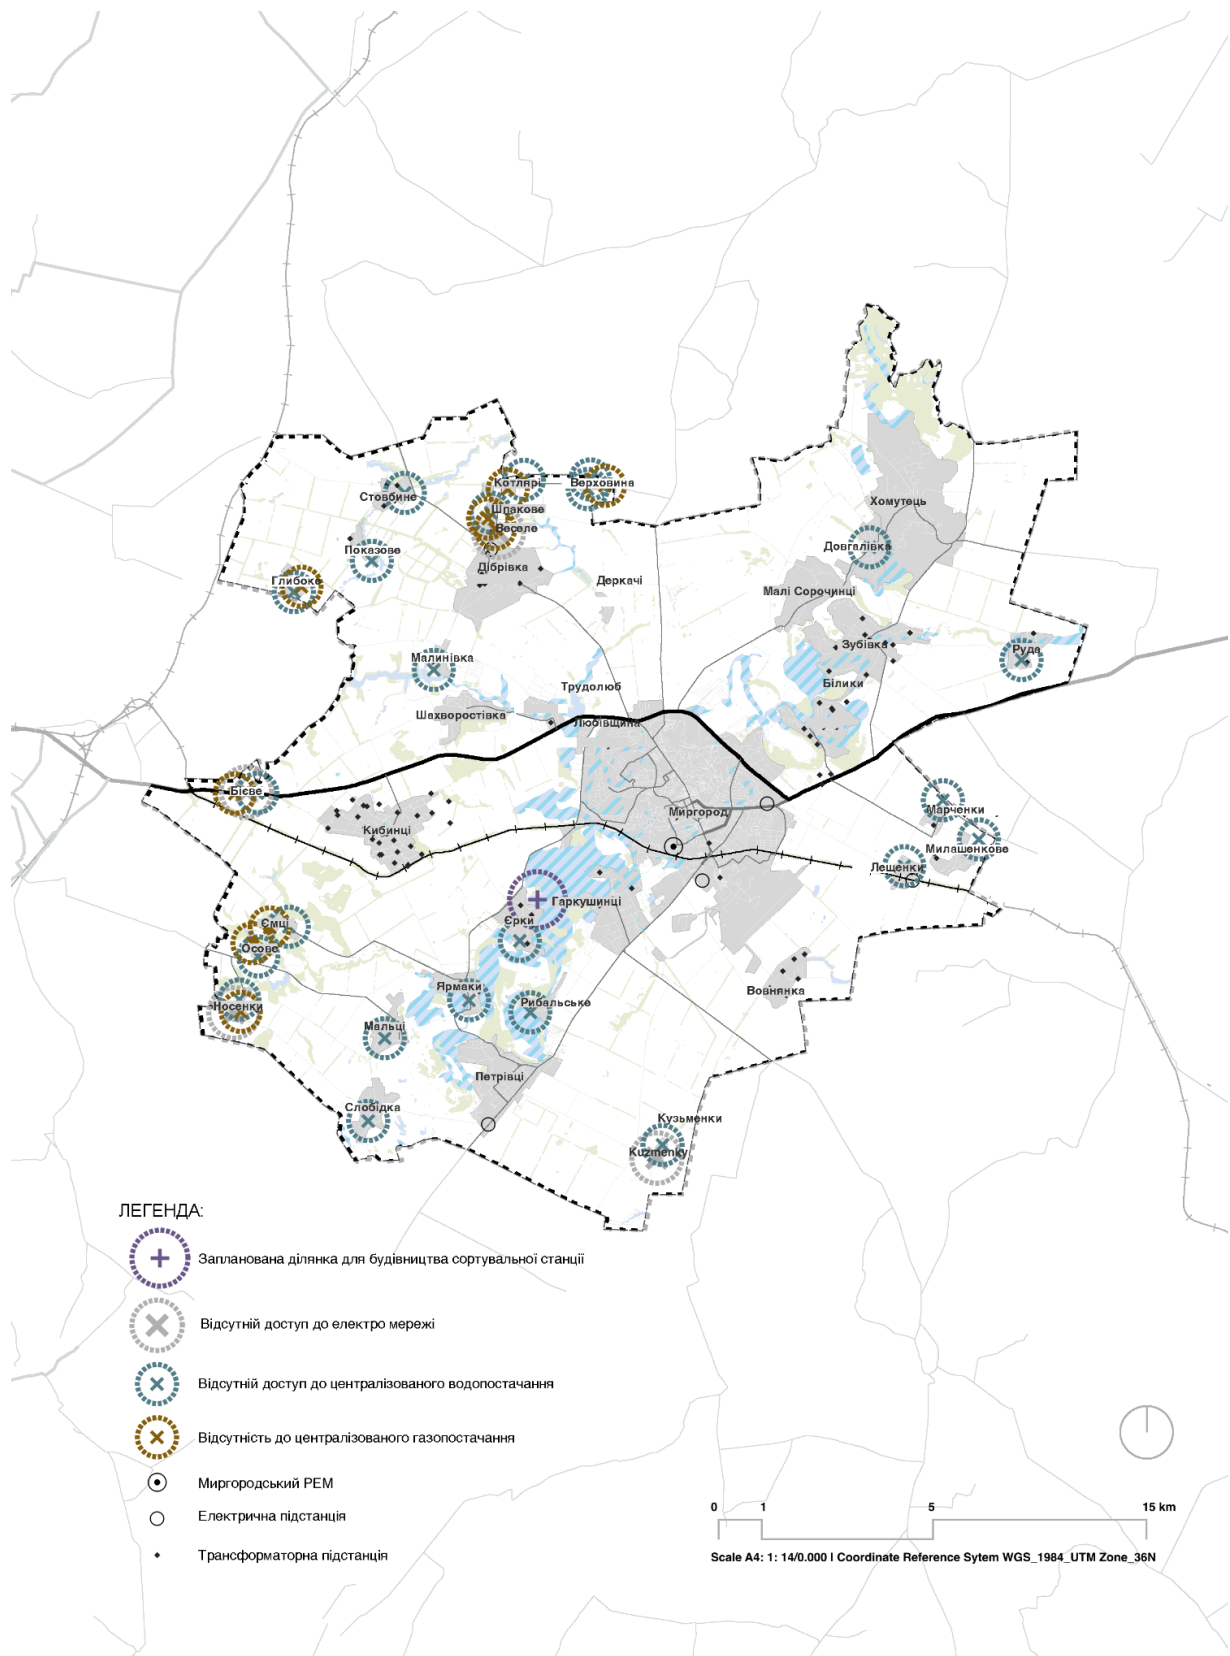 Хомутець
Котлярі
Верховина
Стовбине
Шпакове
Веселе
Довгалівка
Показове
Дібрівка
Глибоке
Деркачі
Малі Сорочинці
Зубівка
Руда
Малинівка
Білики
Трудолюб
Шахворостівка
Любівщина
Бієве
Марченки
Миргород
Кибинці
Милашенкове
Лещенки
Гаркушинці
Єрки
Ємці
Осове
Ярмаки
Вовнянка
Рибальське
Носенки
Мальці
Петрівці
Слобідка
Кузьменки
Kuzmenky
ЛЕГЕНДА:
Запланована ділянка для будівництва сортувальної станції
Відсутній доступ до електро мережі
Відсутній доступ до централізованого водопостачання
Відсутність до централізованого газопостачання
Миргородський РЕМ
Електрична підстанція
Трансформаторна підстанція
0 1 5 15 km
Scale A4: 1: 14/0.000 I Coordinate Reference Sytem WGS_1984_UTM Zone_36N